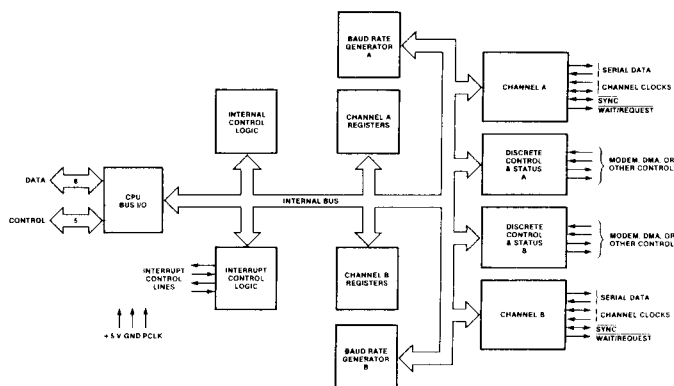 BAUD RATE
GENERATOR
A
INTERNAL
CONTROL
LOGIC
CHANNEL A
REGISTERS
CHANNEL A
SERIAL DATA
CHANNEL CLOCKS
SYNC
WAIT/REQUEST
DISCRETE
CONTROL
& STATUS
A
MODEM, DMA, OR
OTHER CONTROL
DATA
8
CPU
BUS I/O
CONTROL
5
INTERNAL BUS
DISCRETE
CONTROL
& STATUS
B
MODEM, DMA, OR
OTHER CONTROL
INTERRUPT
CONTROL
LINES
INTERRUPT
CONTROL
LOGIC
CHANNEL B
REGISTERS
CHANNEL B
SERIAL DATA
CHANNEL CLOCKS
SYNC
WAIT/REQUEST
+5 V GND PCLK
BAUD RATE
GENERATOR
B